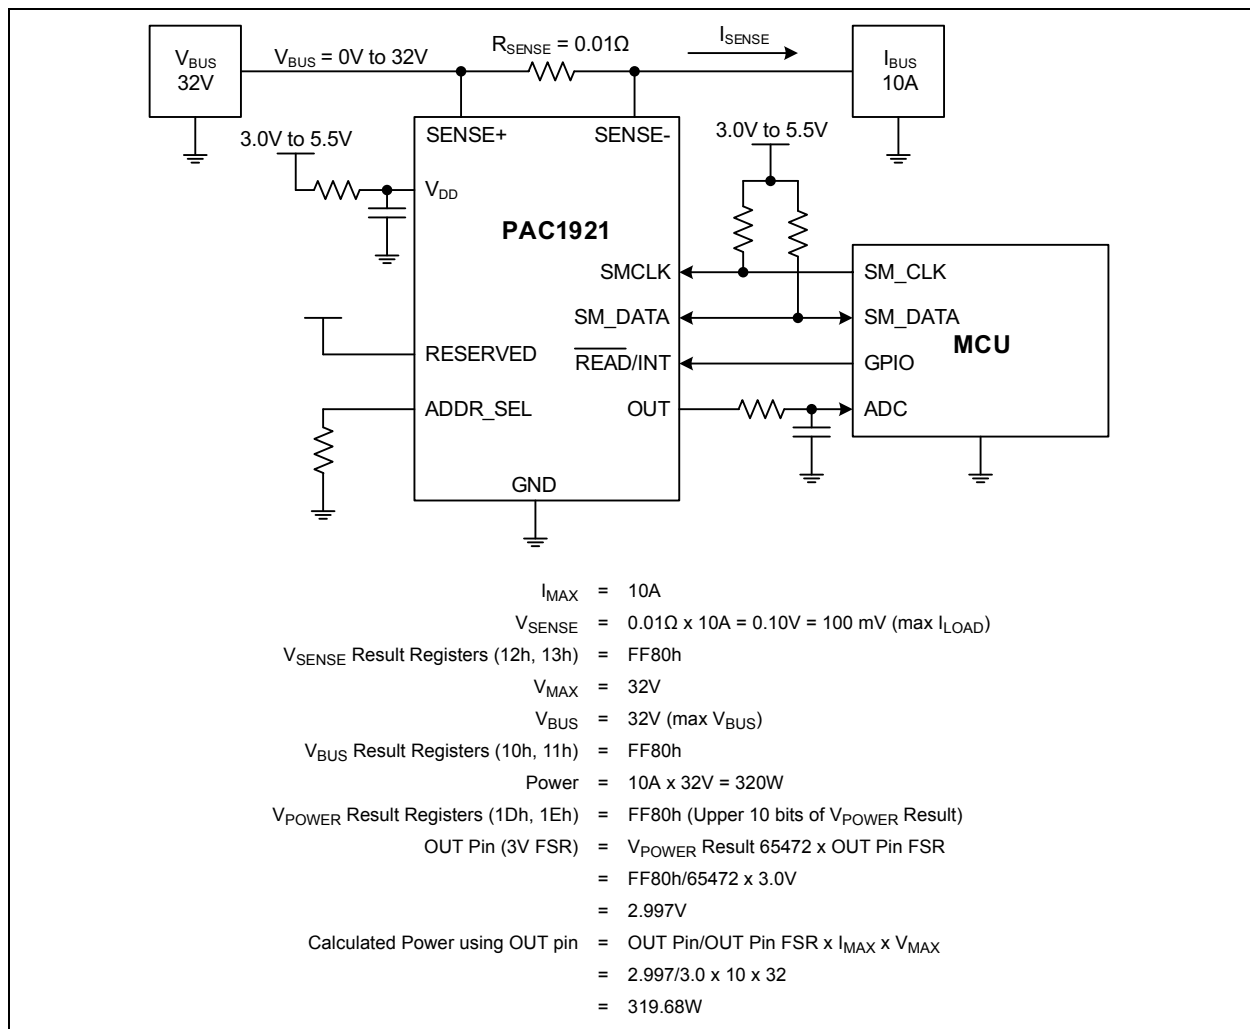 V_BUS
32V
V_BUS = 0V to 32V
R_SENSE = 0.01Ω
I_SENSE
I_BUS
10A
3.0V to 5.5V
SENSE+
SENSE-
3.0V to 5.5V
V_DD
PAC1921
SMCLK
SM_CLK
SM_DATA
SM_DATA
MCU
RESERVED
READ/INT
GPIO
ADDR_SEL
OUT
ADC
GND
I_MAX = 10A
V_SENSE = 0.01Ω x 10A = 0.10V = 100 mV (max I_LOAD)
V_SENSE Result Registers (12h, 13h) = FF80h
V_MAX = 32V
V_BUS = 32V (max V_BUS)
V_BUS Result Registers (10h, 11h) = FF80h
Power = 10A x 32V = 320W
V_POWER Result Registers (1Dh, 1Eh) = FF80h (Upper 10 bits of V_POWER Result)
OUT Pin (3V FSR) = V_POWER Result 65472 x OUT Pin FSR
= FF80h/65472 x 3.0V
= 2.997V
Calculated Power using OUT pin = OUT Pin/OUT Pin FSR x I_MAX x V_MAX
= 2.997/3.0 x 10 x 32
= 319.68W